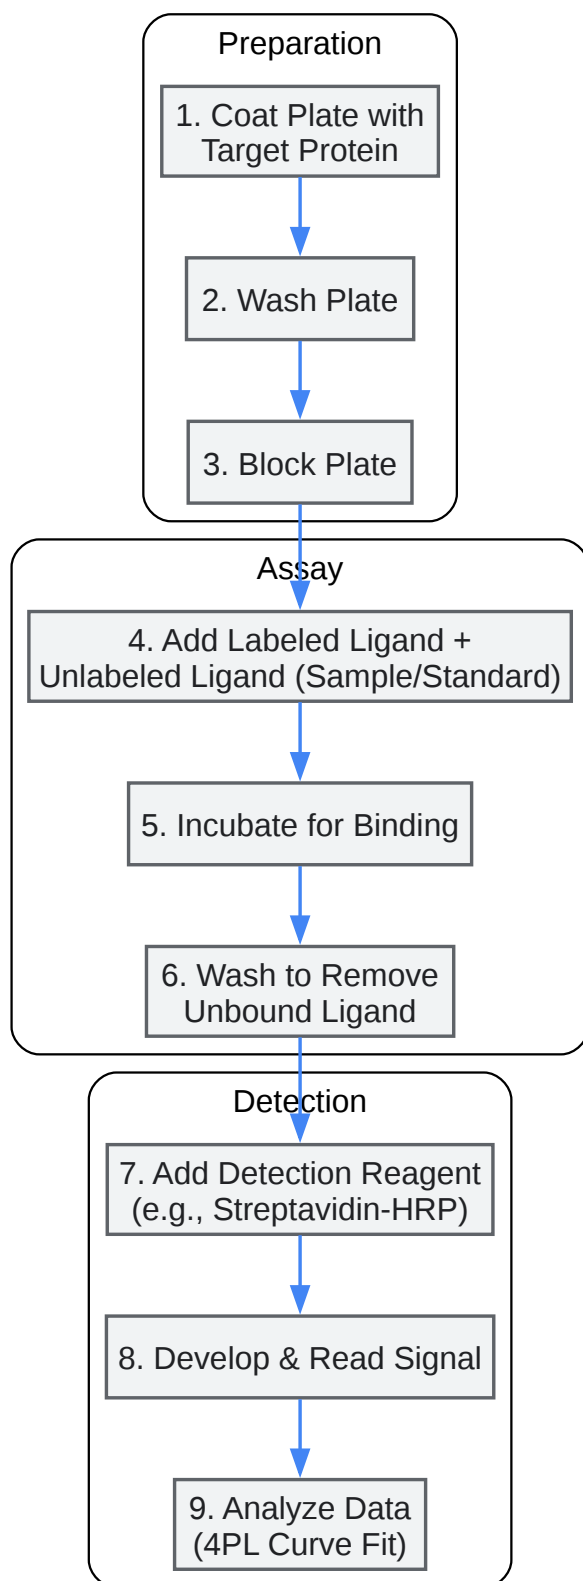 Preparation
1. Coat Plate with
Target Protein
2. Wash Plate
3. Block Plate
Assay
4. Add Labeled Ligand +
Unlabeled Ligand (Sample/Standard)
5. Incubate for Binding
6. Wash to Remove
Unbound Ligand
Detection
7. Add Detection Reagent
(e.g., Streptavidin-HRP)
8. Develop & Read Signal
9. Analyze Data
(4PL Curve Fit)